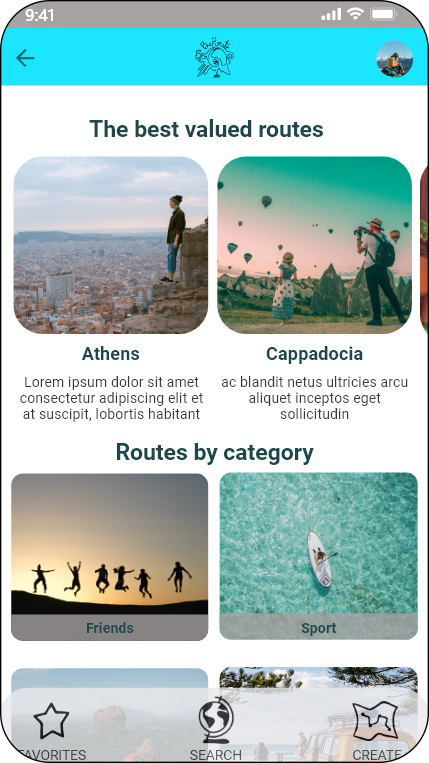 9:41
The best valued routes
Athens
Lorem ipsum dolor sit amet
consectetur adipiscing elit et
at suscipit, lobortis habitant
Cappadocia
ac blandit netus ultricies arcu
aliquet inceptos eget
sollicitudin
Routes by category
Friends
Sport
FAVORITES
SEARCH
CREATE